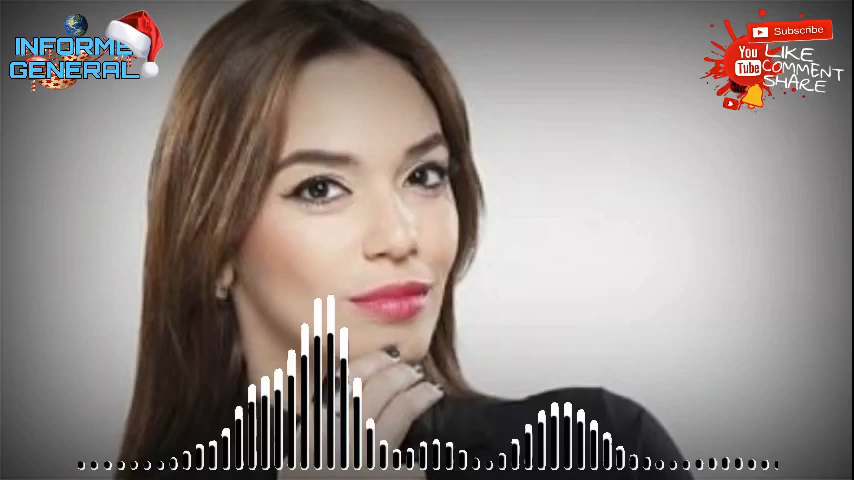 INFORME
GENERAL
Subscribe
You
Tube
LIKE
COMMENT
SHARE